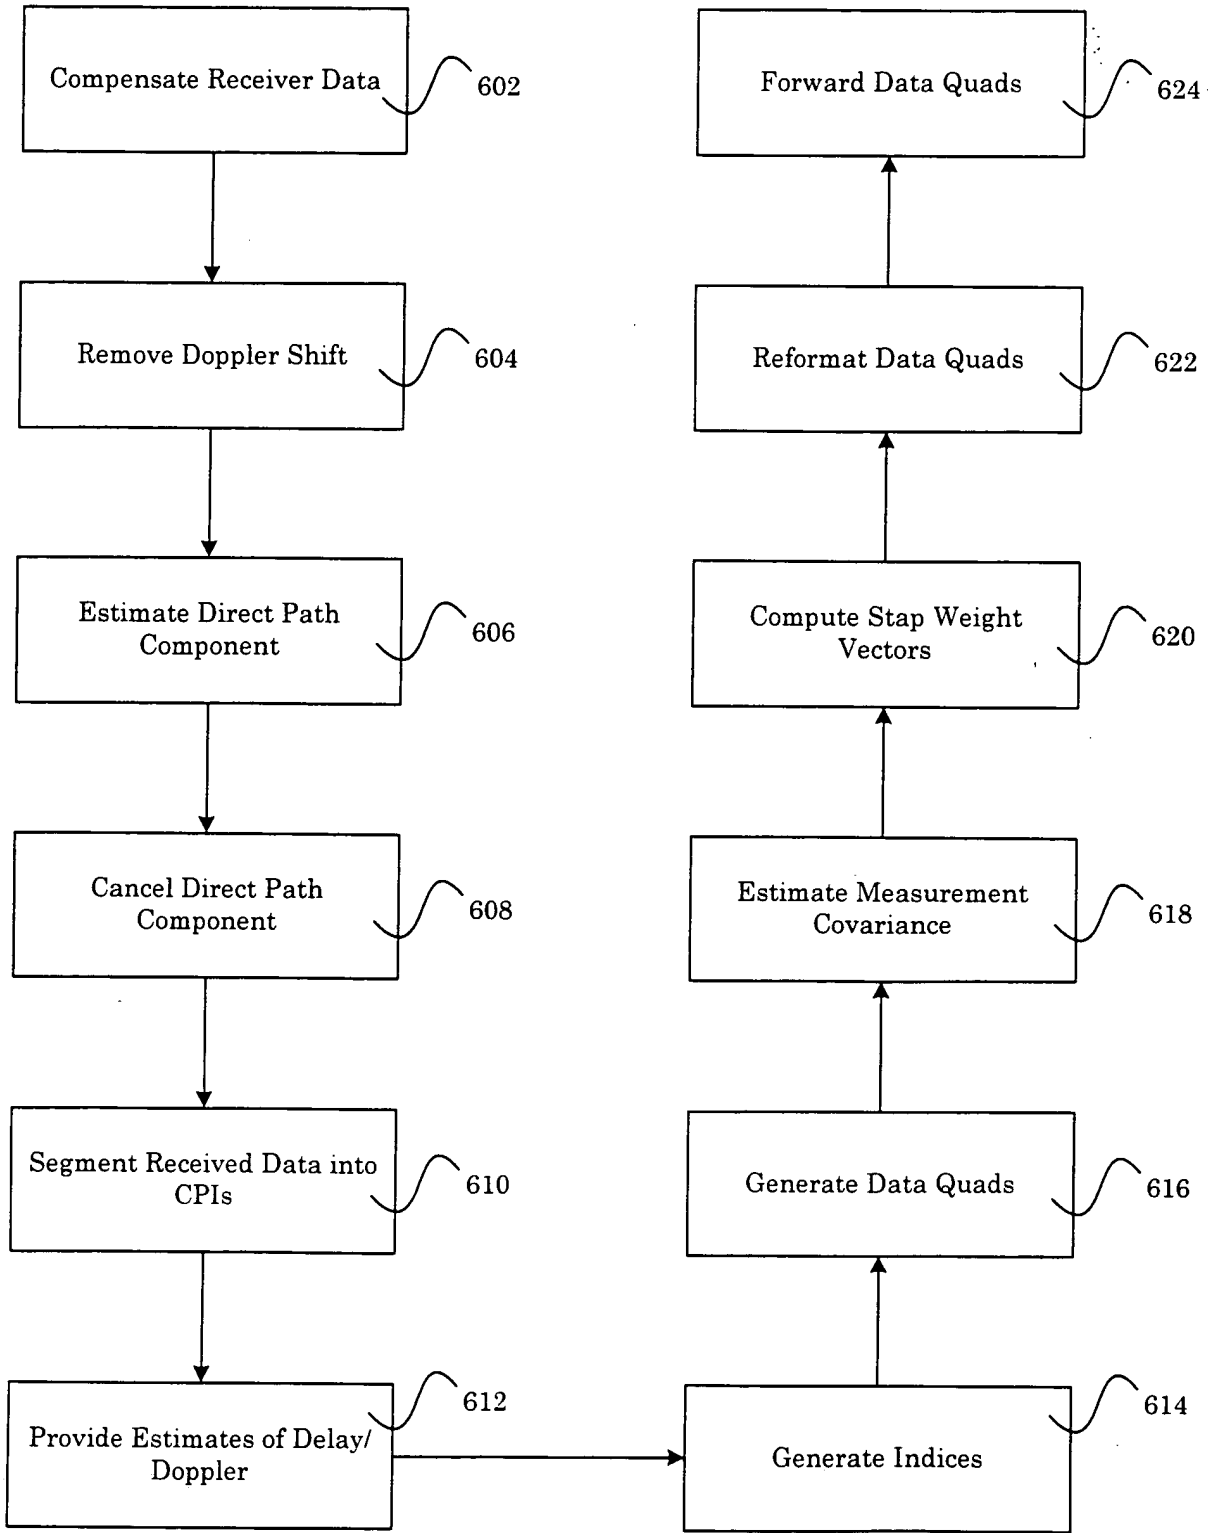 Compensate Receiver Data
602
Remove Doppler Shift
604
Estimate Direct Path
Component
606
Cancel Direct Path
Component
608
Segment Received Data into
CPIs
610
Provide Estimates of Delay/
Doppler
612
Generate Indices
614
Generate Data Quads
616
Estimate Measurement
Covariance
618
Compute Stap Weight
Vectors
620
Reformat Data Quads
622
Forward Data Quads
624